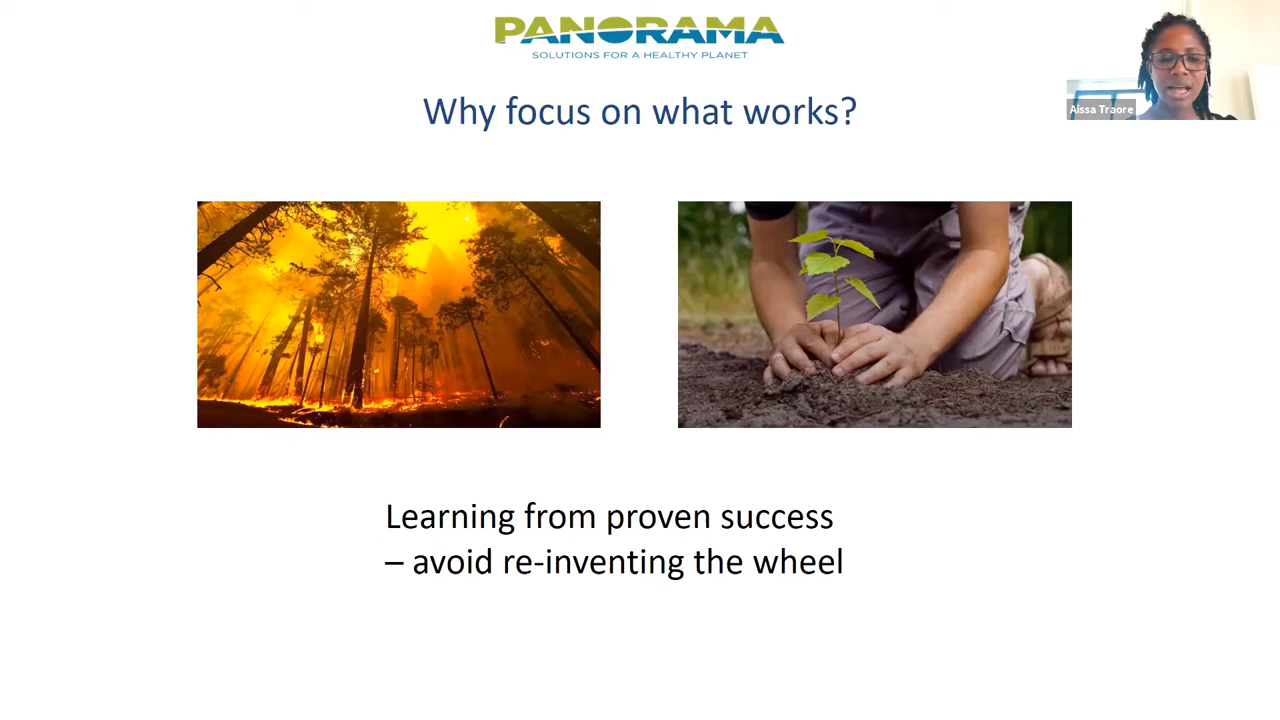 PANORAMA
SOLUTIONS FOR A HEALTHY PLANET
Why focus on what works?
Aissa Traore
Learning from proven success
– avoid re-inventing the wheel